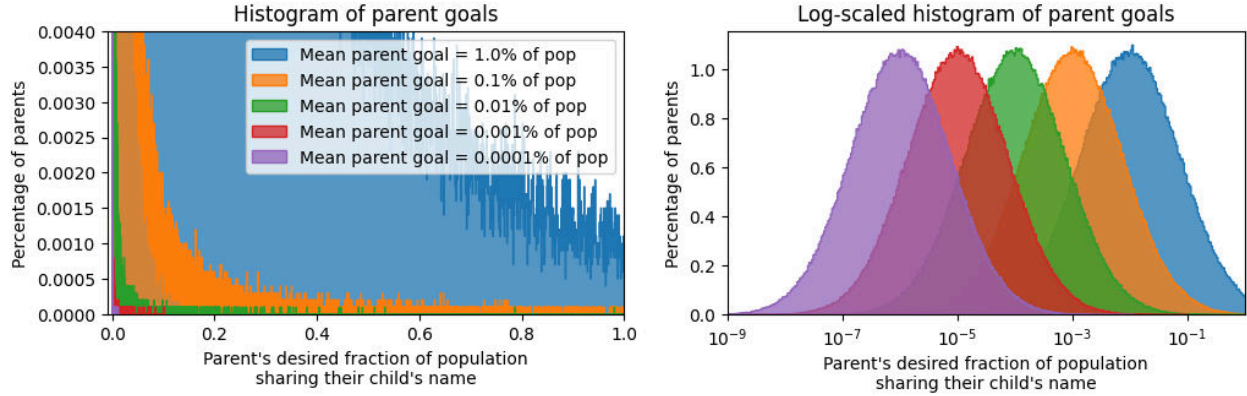 Histogram of parent goals
0.0040
0.0035
0.0030
0.0025
0.0020
0.0015
0.0010
0.0005
0.0000
Percentage of parents
Mean parent goal = 1.0% of pop
Mean parent goal = 0.1% of pop
Mean parent goal = 0.01% of pop
Mean parent goal = 0.001% of pop
Mean parent goal = 0.0001% of pop
0.0 0.2 0.4 0.6 0.8 1.0
Parent's desired fraction of population
sharing their child's name
Log-scaled histogram of parent goals
1.0
0.8
0.6
0.4
0.2
0.0
Percentage of parents
10⁻⁹ 10⁻⁷ 10⁻⁵ 10⁻³ 10⁻¹
Parent's desired fraction of population
sharing their child's name